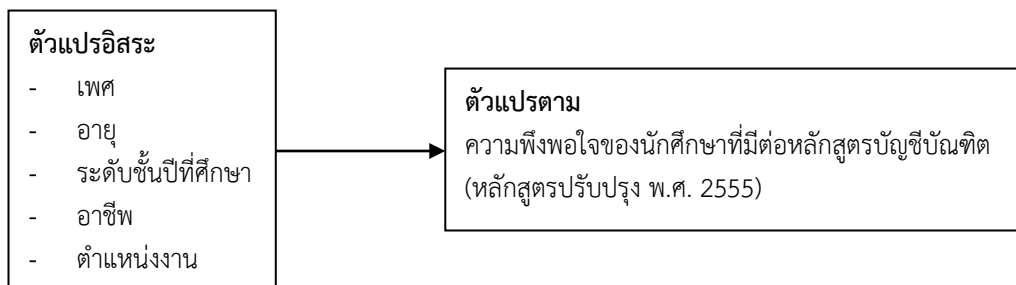 ตัวแปรอิสระ
- เพศ
- อายุ
- ระดับชั้นปีที่ศึกษา
- อาชีพ
- ตำแหน่งงาน
ตัวแปรตาม
ความพึงพอใจของนักศึกษาที่มีต่อหลักสูตรบัญชีบัณฑิต
(หลักสูตรปรับปรุง พ.ศ. 2555)